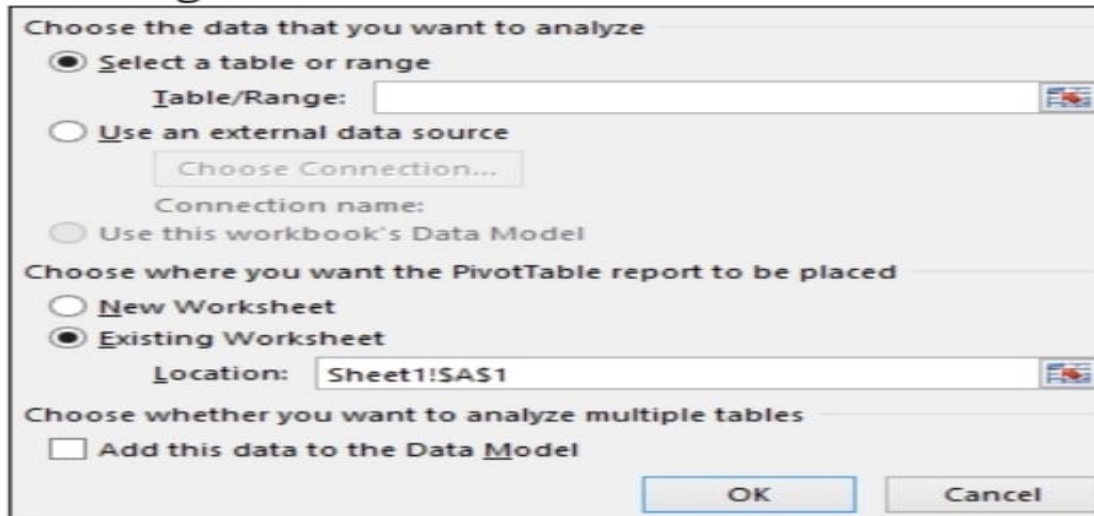 Choose the data that you want to analyze
Select a table or range
Table/Range:
Use an external data source
Choose Connection...
Connection name:
Use this workbook's Data Model
Choose where you want the PivotTable report to be placed
New Worksheet
Existing Worksheet
Location: Sheet1!$A$1
Choose whether you want to analyze multiple tables
Add this data to the Data Model
OK Cancel